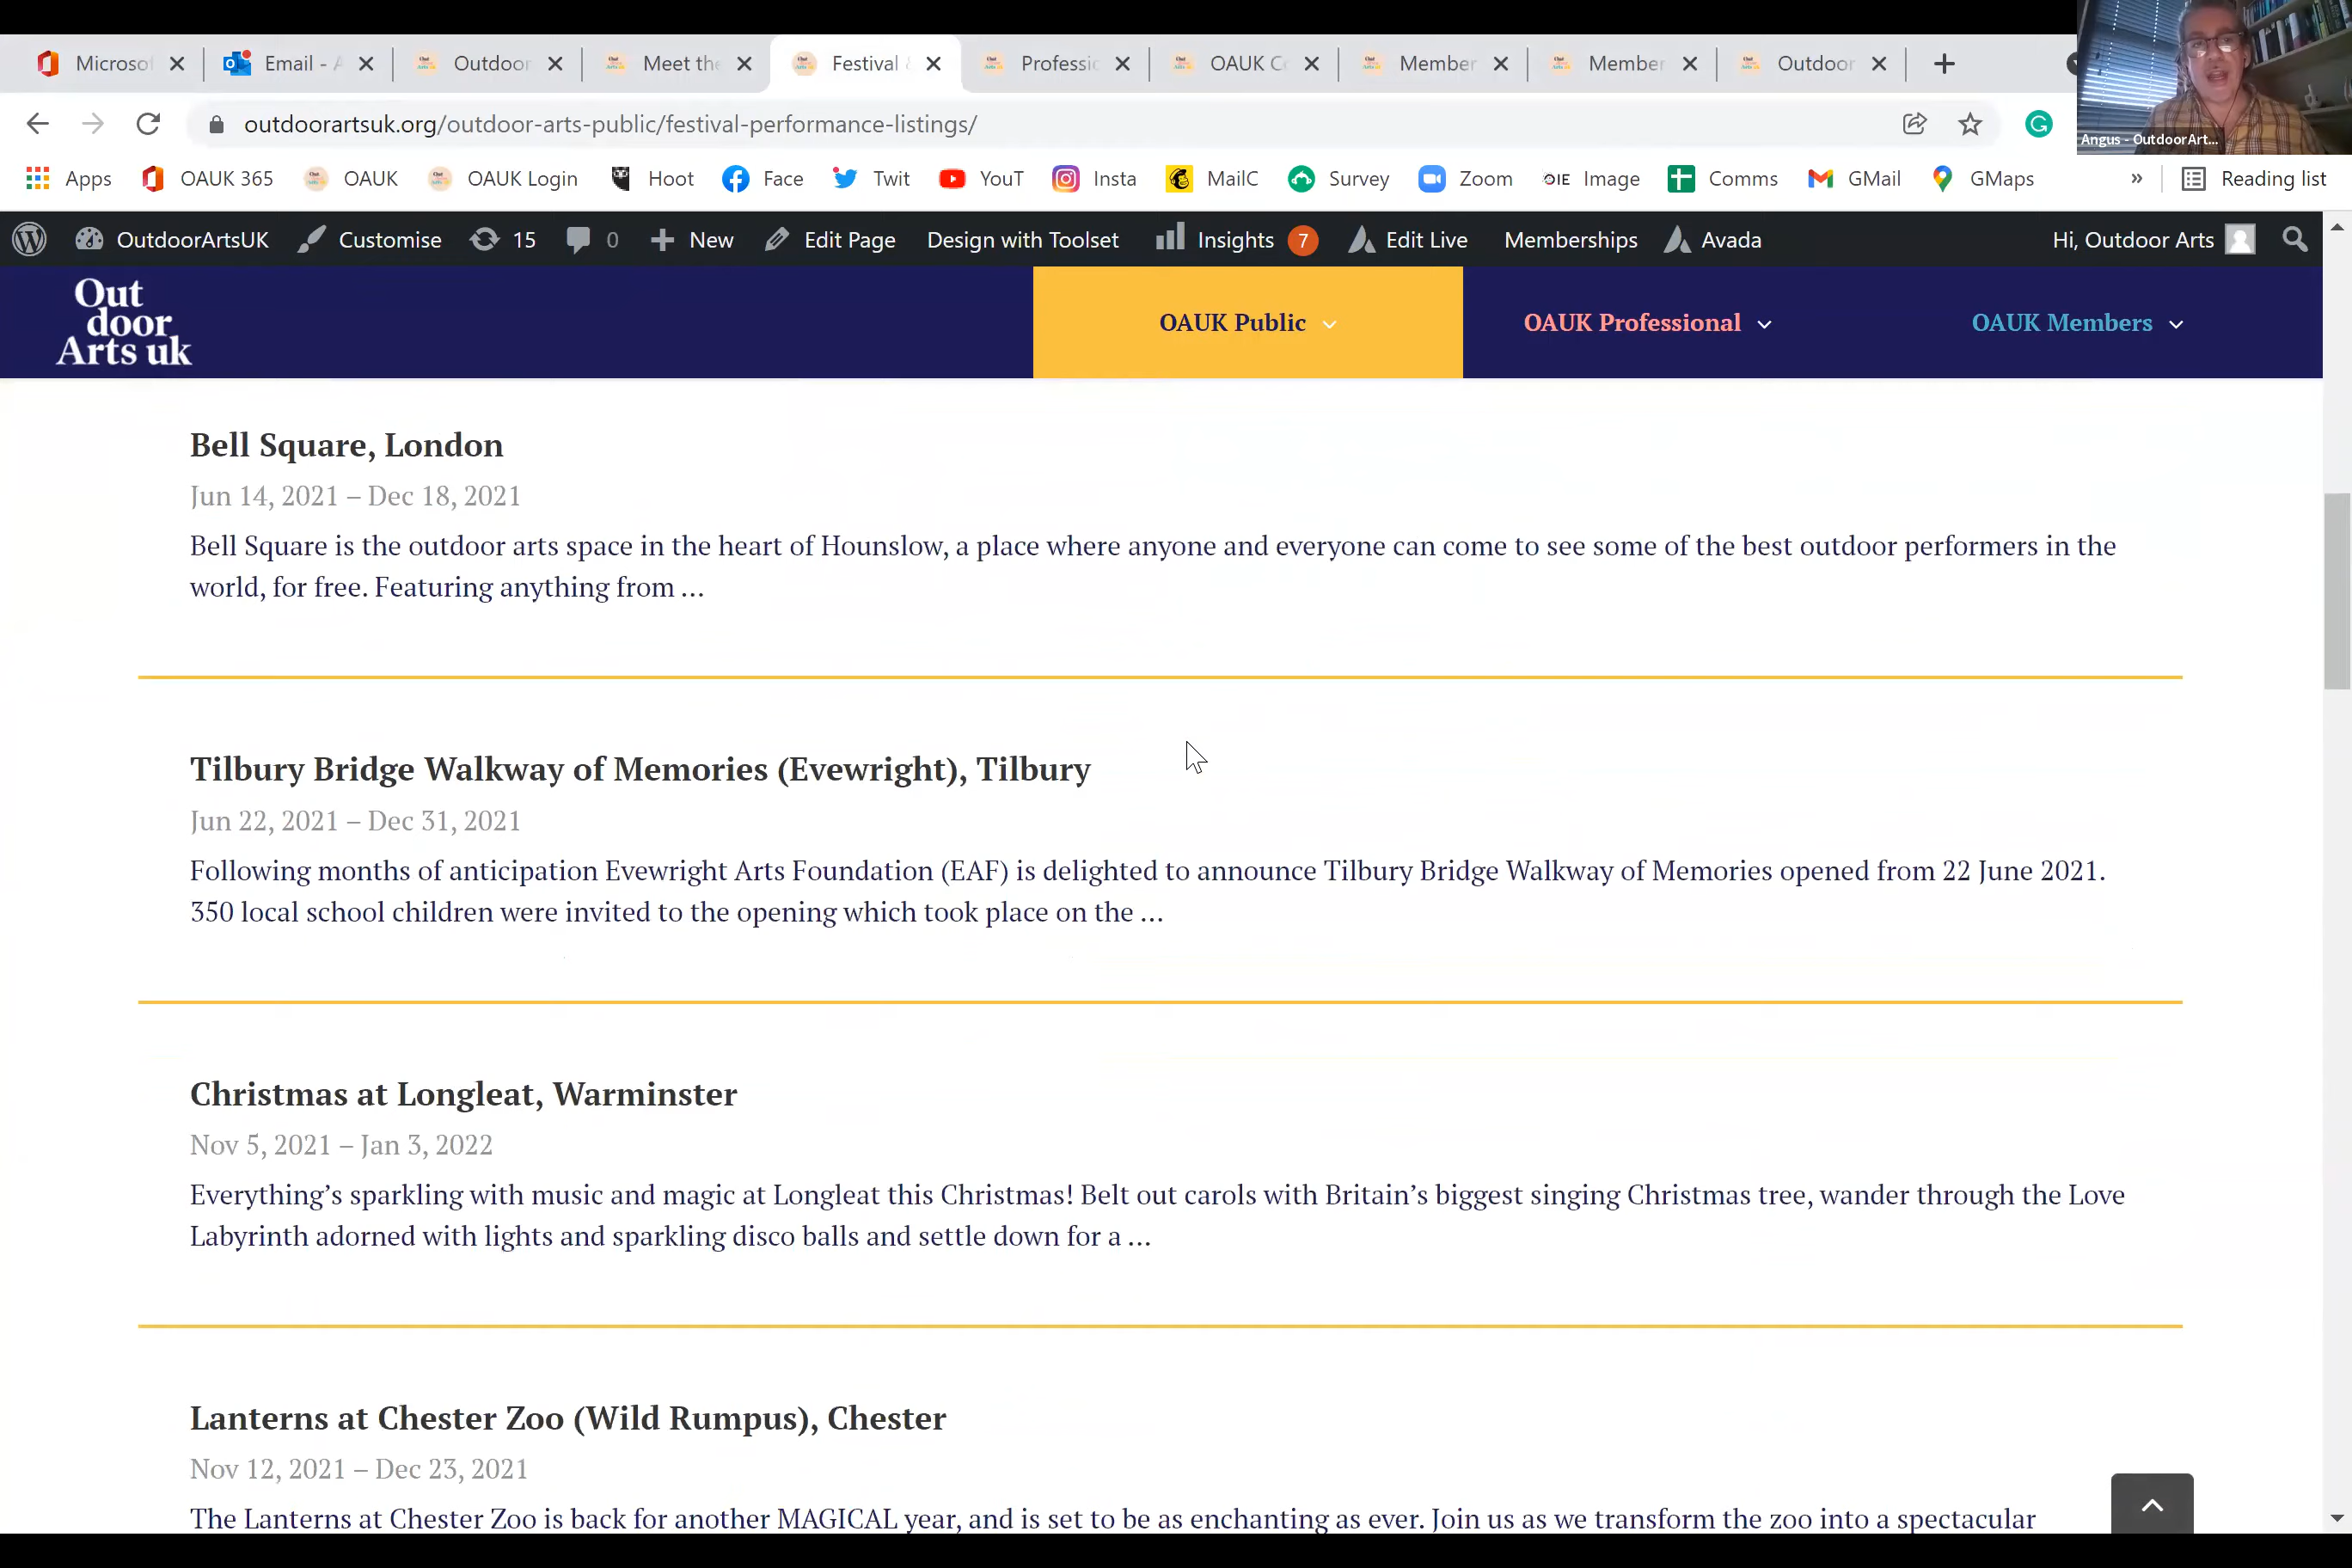 Microsof
Email - A
Outdoor
Meet the
Festival &
Professic
OAUK Co
Member
Member
Outdoor
outdoorartsuk.org/outdoor-arts-public/festival-performance-listings/
Angus - OutdoorArt...
Apps
OAUK 365
OAUK
OAUK Login
Hoot
Face
Twit
YouT
Insta
MailC
Survey
Zoom
OIE Image
Comms
GMail
GMaps
»
Reading list
OutdoorArtsUK
Customise
15
0
New
Edit Page
Design with Toolset
Insights 7
Edit Live
Memberships
Avada
Hi, Outdoor Arts
Out
door
Arts uk
OAUK Public
OAUK Professional
OAUK Members
Bell Square, London
Jun 14, 2021 – Dec 18, 2021
Bell Square is the outdoor arts space in the heart of Hounslow, a place where anyone and everyone can come to see some of the best outdoor performers in the
world, for free. Featuring anything from ...
Tilbury Bridge Walkway of Memories (Evewright), Tilbury
Jun 22, 2021 – Dec 31, 2021
Following months of anticipation Evewright Arts Foundation (EAF) is delighted to announce Tilbury Bridge Walkway of Memories opened from 22 June 2021.
350 local school children were invited to the opening which took place on the ...
Christmas at Longleat, Warminster
Nov 5, 2021 – Jan 3, 2022
Everything’s sparkling with music and magic at Longleat this Christmas! Belt out carols with Britain’s biggest singing Christmas tree, wander through the Love
Labyrinth adorned with lights and sparkling disco balls and settle down for a ...
Lanterns at Chester Zoo (Wild Rumpus), Chester
Nov 12, 2021 – Dec 23, 2021
The Lanterns at Chester Zoo is back for another MAGICAL year, and is set to be as enchanting as ever. Join us as we transform the zoo into a spectacular